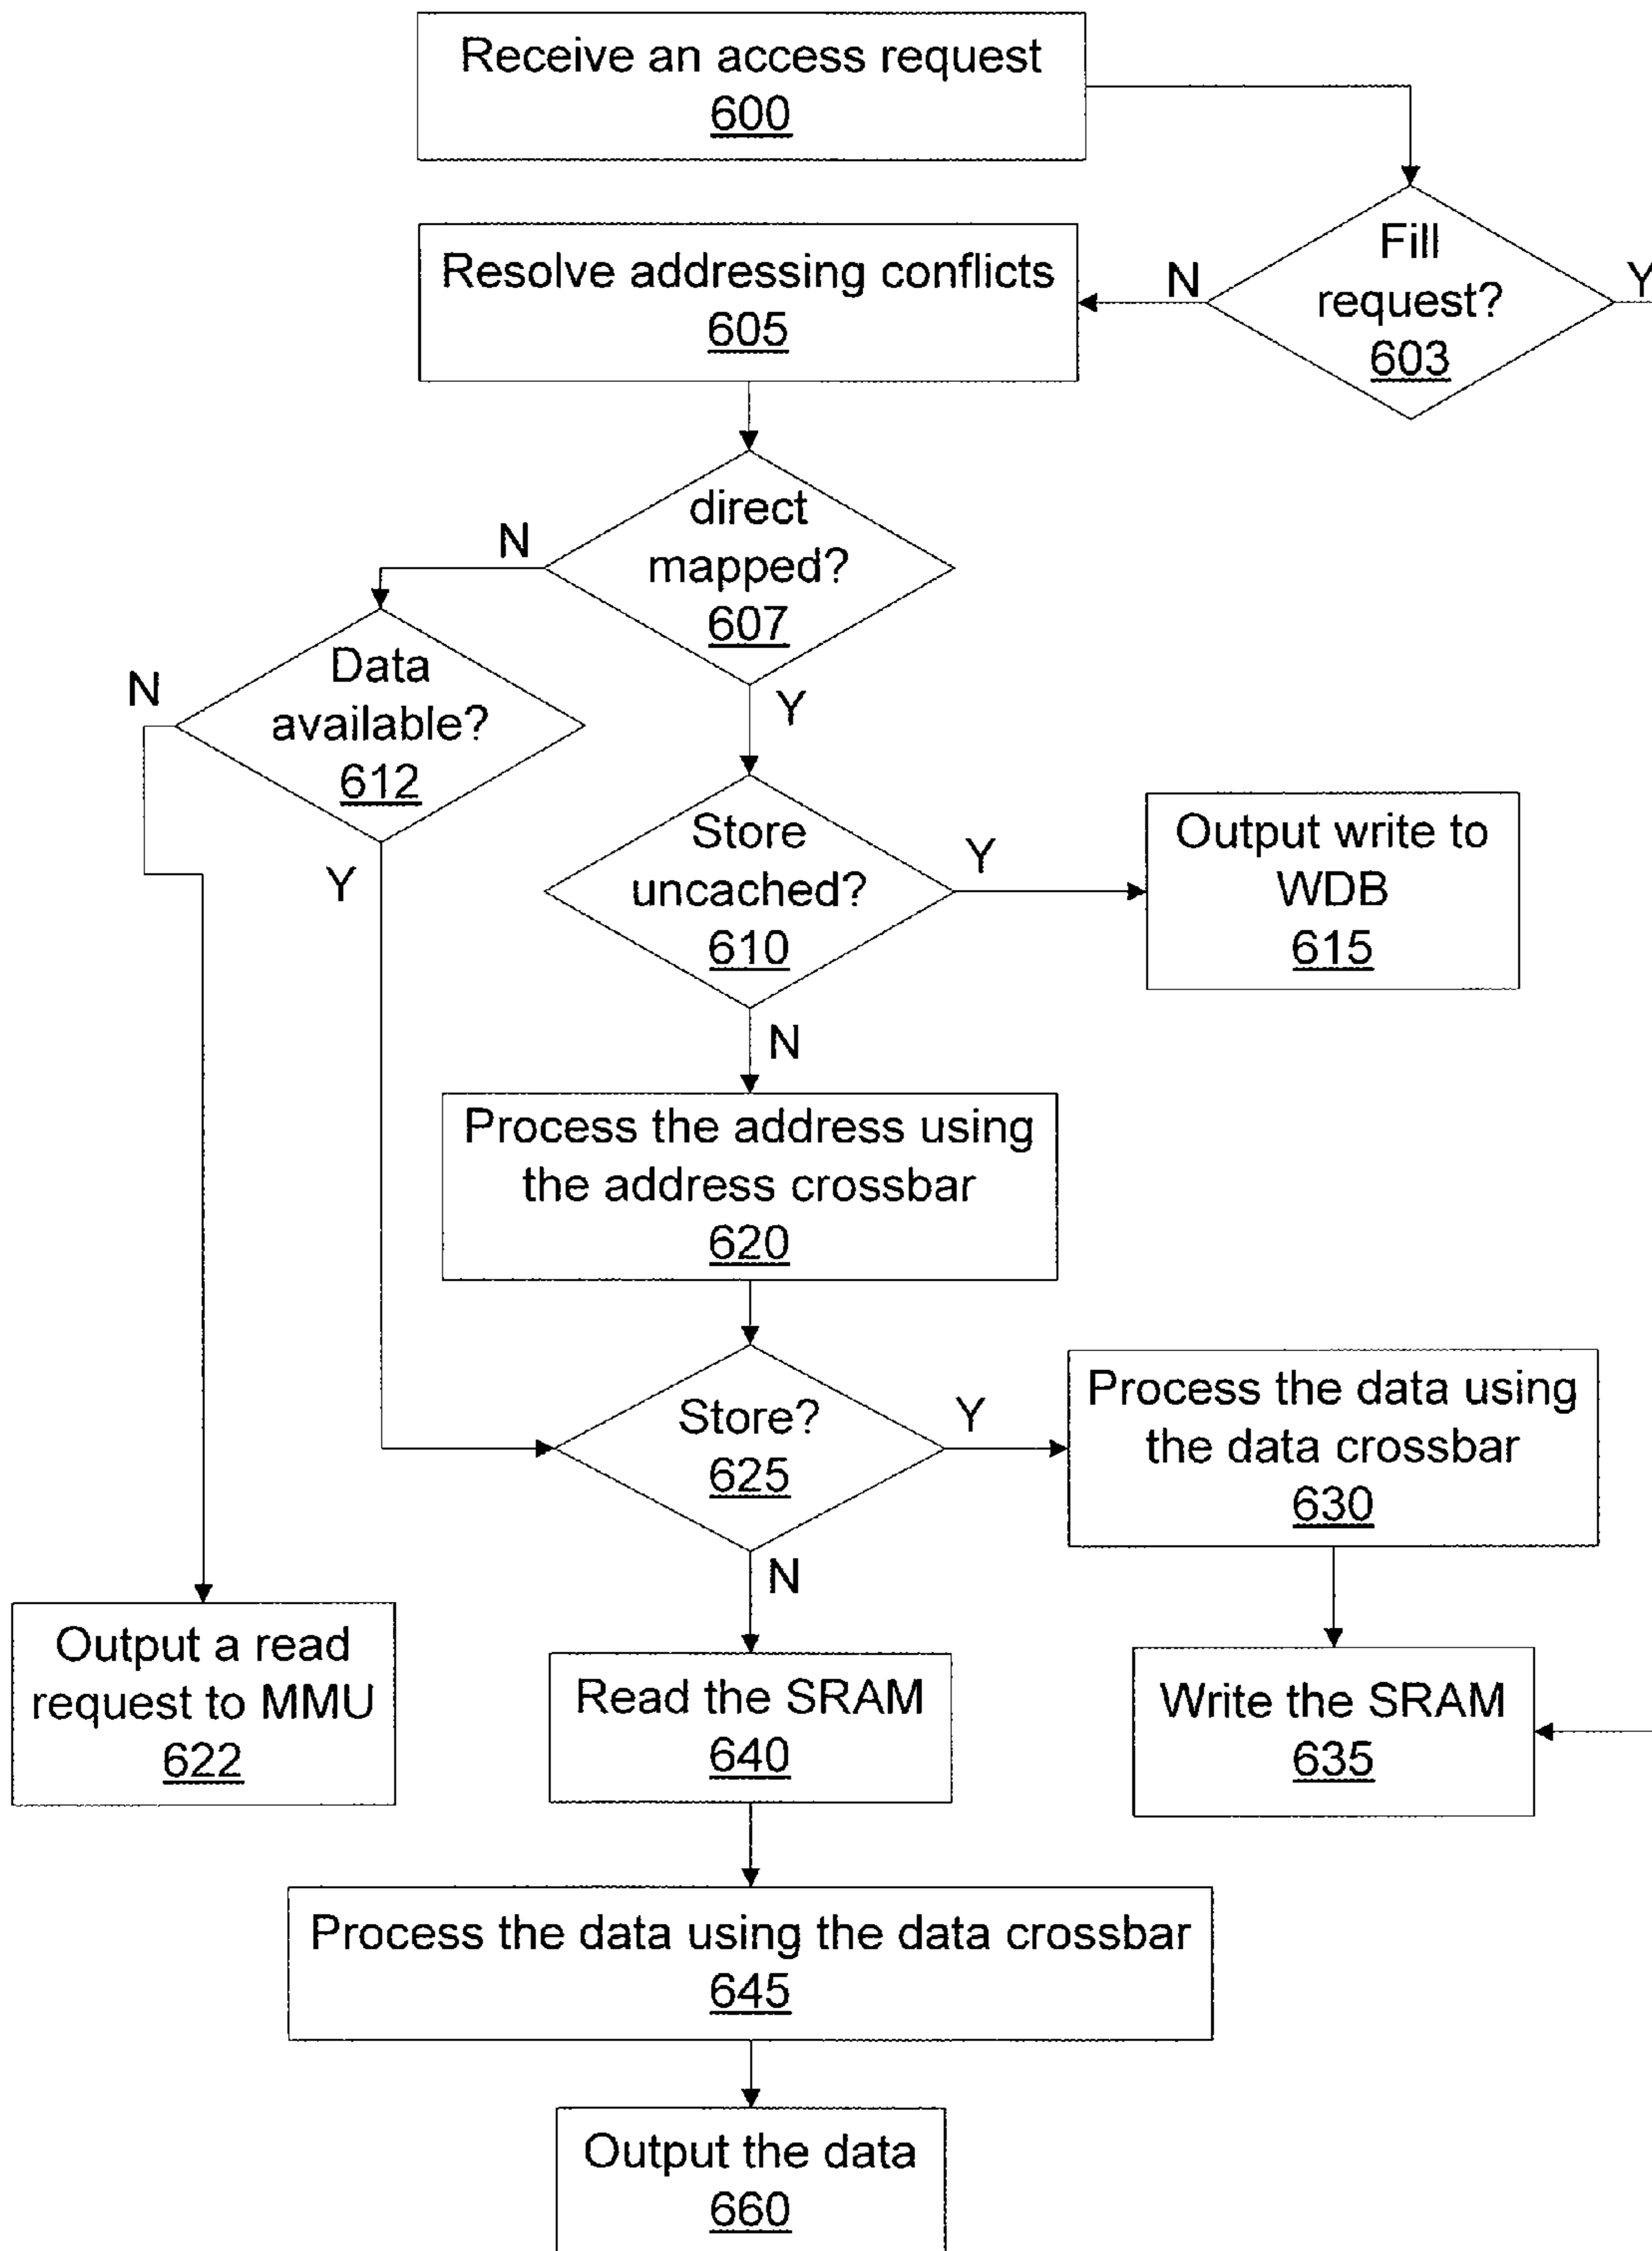 Receive an access request
600
Fill
request?
603
N
Y
Resolve addressing conflicts
605
direct
mapped?
607
N
Y
Data
available?
612
N
Y
Store
uncached?
610
Y
N
Output write to
WDB
615
Process the address using
the address crossbar
620
Store?
625
Y
N
Process the data using
the data crossbar
630
Output a read
request to MMU
622
Read the SRAM
640
Write the SRAM
635
Process the data using the data crossbar
645
Output the data
660